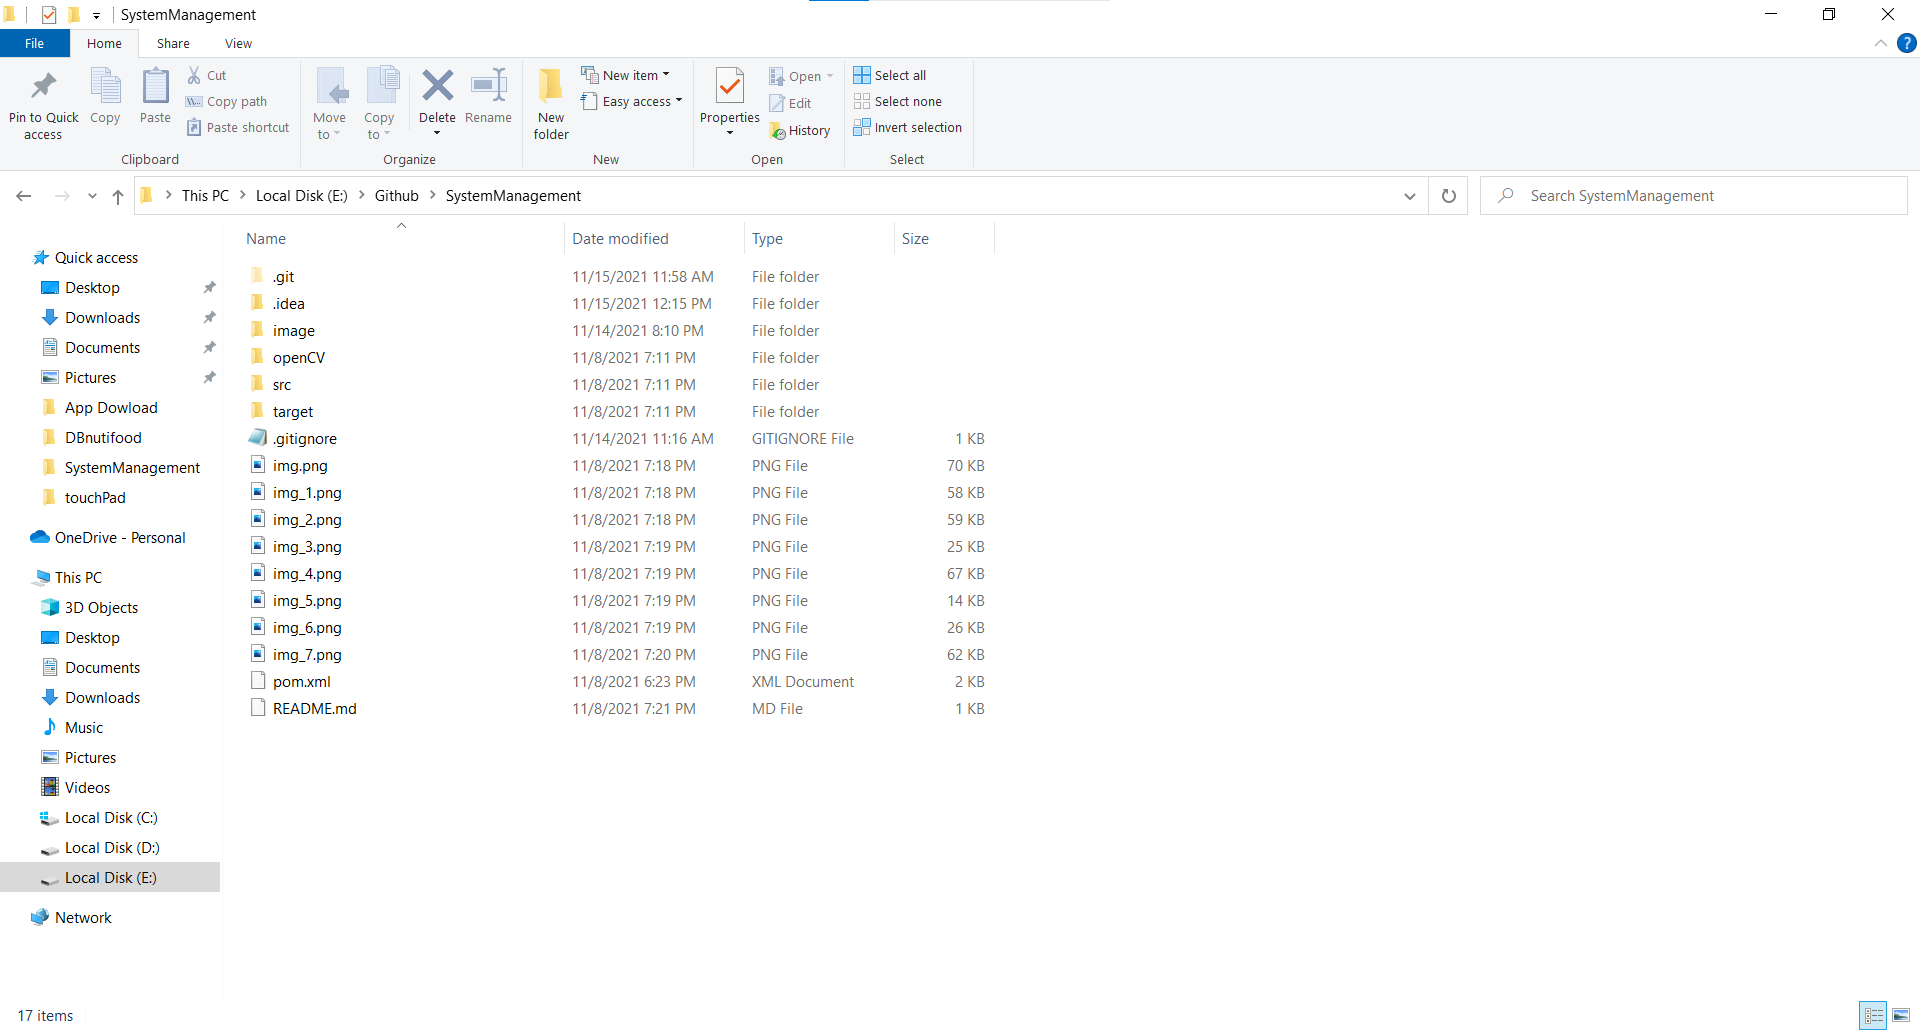 SystemManagement
File Home Share View
Pin to Quick access
Copy
Paste
Cut
Copy path
Paste shortcut
Clipboard
Move to
Copy to
Delete
Rename
Organize
New folder
New item
Easy access
New
Properties
Open
Edit
History
Open
Select all
Select none
Invert selection
Select
This PC > Local Disk (E:) > Github > SystemManagement
Search SystemManagement
Quick access
Desktop
Downloads
Documents
Pictures
App Dowload
DBnutifood
SystemManagement
touchPad
OneDrive - Personal
This PC
3D Objects
Desktop
Documents
Downloads
Music
Pictures
Videos
Local Disk (C:)
Local Disk (D:)
Local Disk (E:)
Network
Name Date modified Type Size
.git 11/15/2021 11:58 AM File folder
.idea 11/15/2021 12:15 PM File folder
image 11/14/2021 8:10 PM File folder
openCV 11/8/2021 7:11 PM File folder
src 11/8/2021 7:11 PM File folder
target 11/8/2021 7:11 PM File folder
.gitignore 11/14/2021 11:16 AM GITIGNORE File 1 KB
img.png 11/8/2021 7:18 PM PNG File 70 KB
img_1.png 11/8/2021 7:18 PM PNG File 58 KB
img_2.png 11/8/2021 7:18 PM PNG File 59 KB
img_3.png 11/8/2021 7:19 PM PNG File 25 KB
img_4.png 11/8/2021 7:19 PM PNG File 67 KB
img_5.png 11/8/2021 7:19 PM PNG File 14 KB
img_6.png 11/8/2021 7:19 PM PNG File 26 KB
img_7.png 11/8/2021 7:20 PM PNG File 62 KB
pom.xml 11/8/2021 6:23 PM XML Document 2 KB
README.md 11/8/2021 7:21 PM MD File 1 KB
17 items